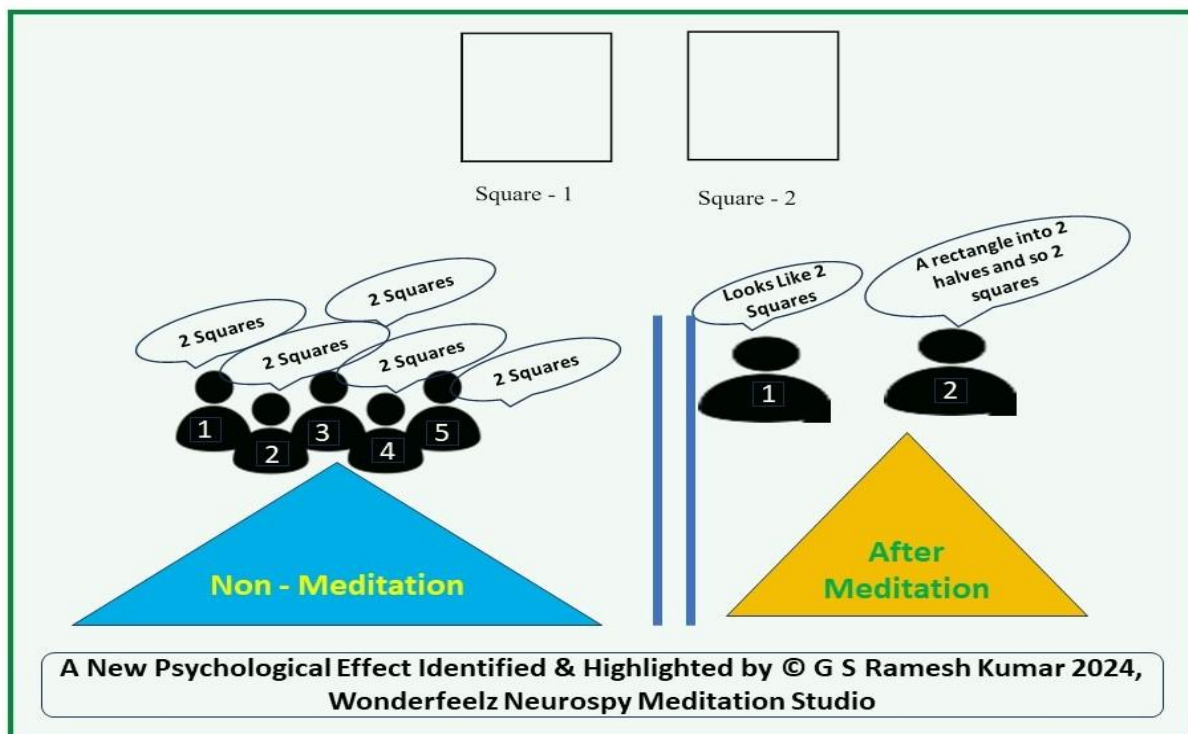 Square - 1
Square - 2
2 Squares
2 Squares
2 Squares
2 Squares
2 Squares
Looks Like 2
Squares
A rectangle into 2
halves and so 2
squares
1
2
3
4
5
1
2
Non - Meditation
After
Meditation
A New Psychological Effect Identified & Highlighted by © G S Ramesh Kumar 2024,
Wonderfeelz Neurospy Meditation Studio